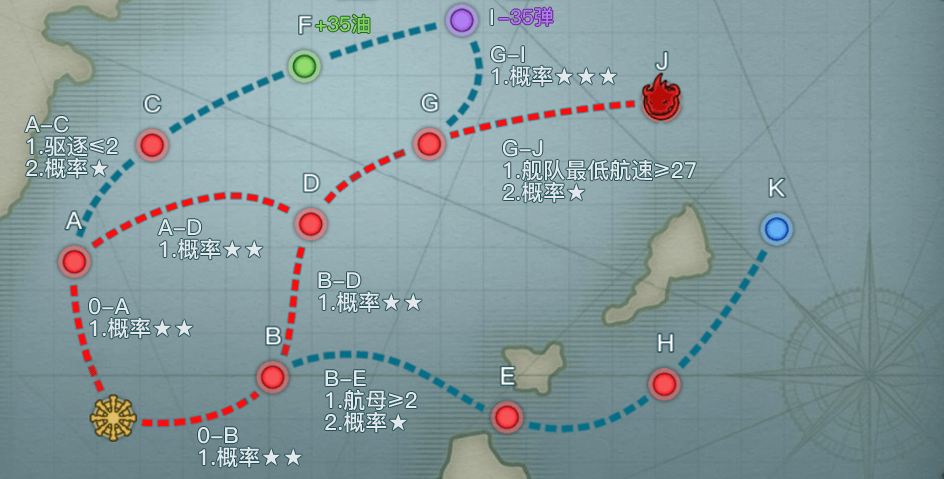 F+35油
I-35弹
G-I
1.概率★★★
J
C
G
A-C
1.驱逐≤2
2.概率★
G-J
1.舰队最低航速≥27
2.概率★
D
K
A
A-D
1.概率★★
B-D
1.概率★★
0-A
1.概率★★
B
H
B-E
1.航母≥2
2.概率★
E
0-B
1.概率★★